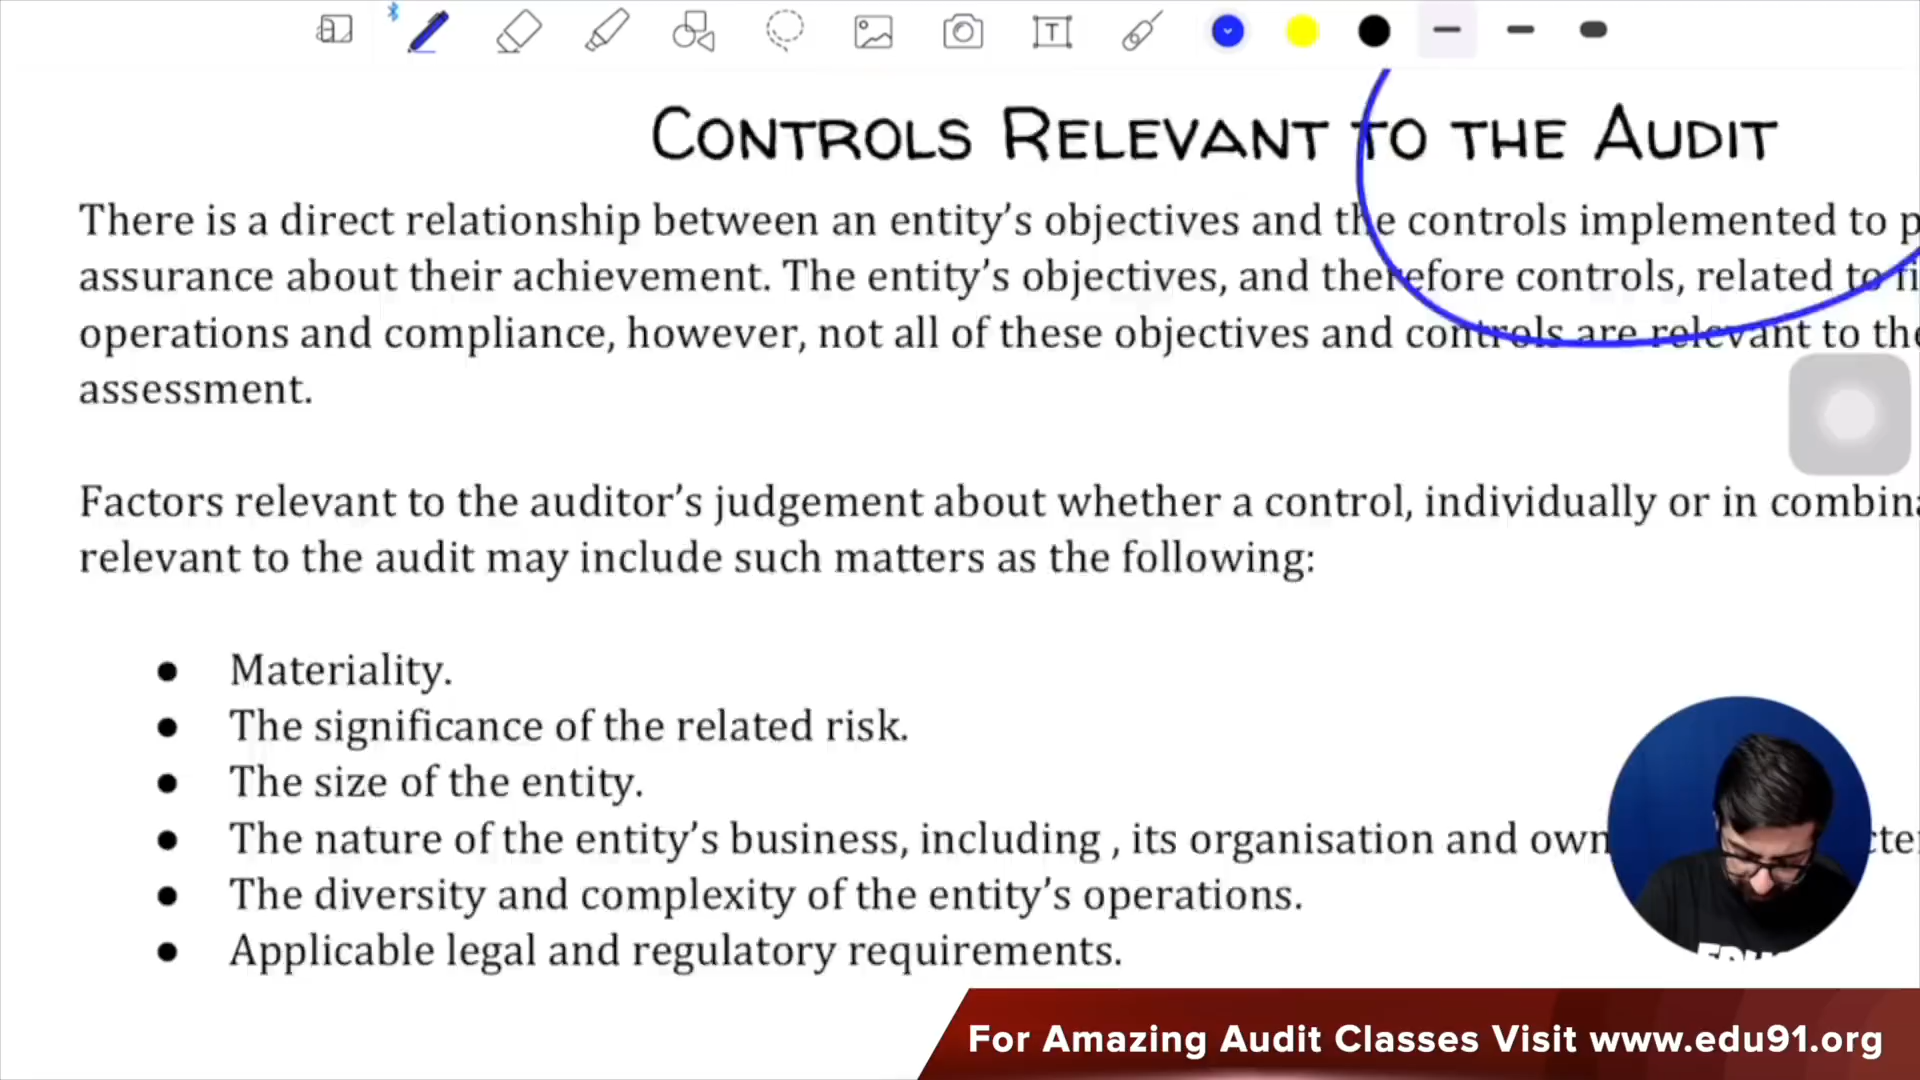 CONTROLS RELEVANT TO THE AUDIT
There is a direct relationship between an entity’s objectives and the controls implemented to
assurance about their achievement. The entity’s objectives, and therefore controls, related to
operations and compliance, however, not all of these objectives and controls are relevant to
assessment.
Factors relevant to the auditor’s judgement about whether a control, individually or in
relevant to the audit may include such matters as the following:
● Materiality.
● The significance of the related risk.
● The size of the entity.
● The nature of the entity’s business, including , its organisation and
● The diversity and complexity of the entity’s operations.
● Applicable legal and regulatory requirements.
For Amazing Audit Classes Visit www.edu91.org